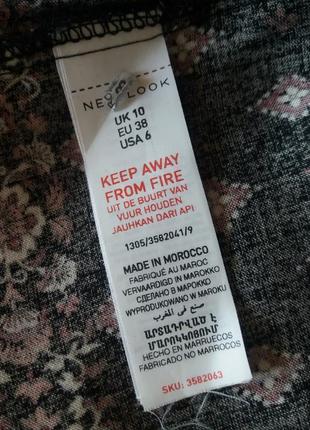 NEW LOOK
UK 10
EU 38
USA 6
KEEP AWAY
FROM FIRE
UIT DE BUURT VAN
VUUR HOUDEN
JAUHKAN DARI API
1305/3582041/9
MADE IN MOROCCO
FABRIQUÉ AU MAROC
VERVAARDIGD IN MAROKKO
СДЕЛАНО В МАРОККО
WYPRODUKOWANO W MAROKU
صنع في المغرب
ԱՐՏԱԴՐՎԱԾ Է
ՄԱՐՈԿԿՈՅՈՒՄ
HECHO EN MARRUECOS
FABRICADO NO MARROCOS
SKU: 3582063